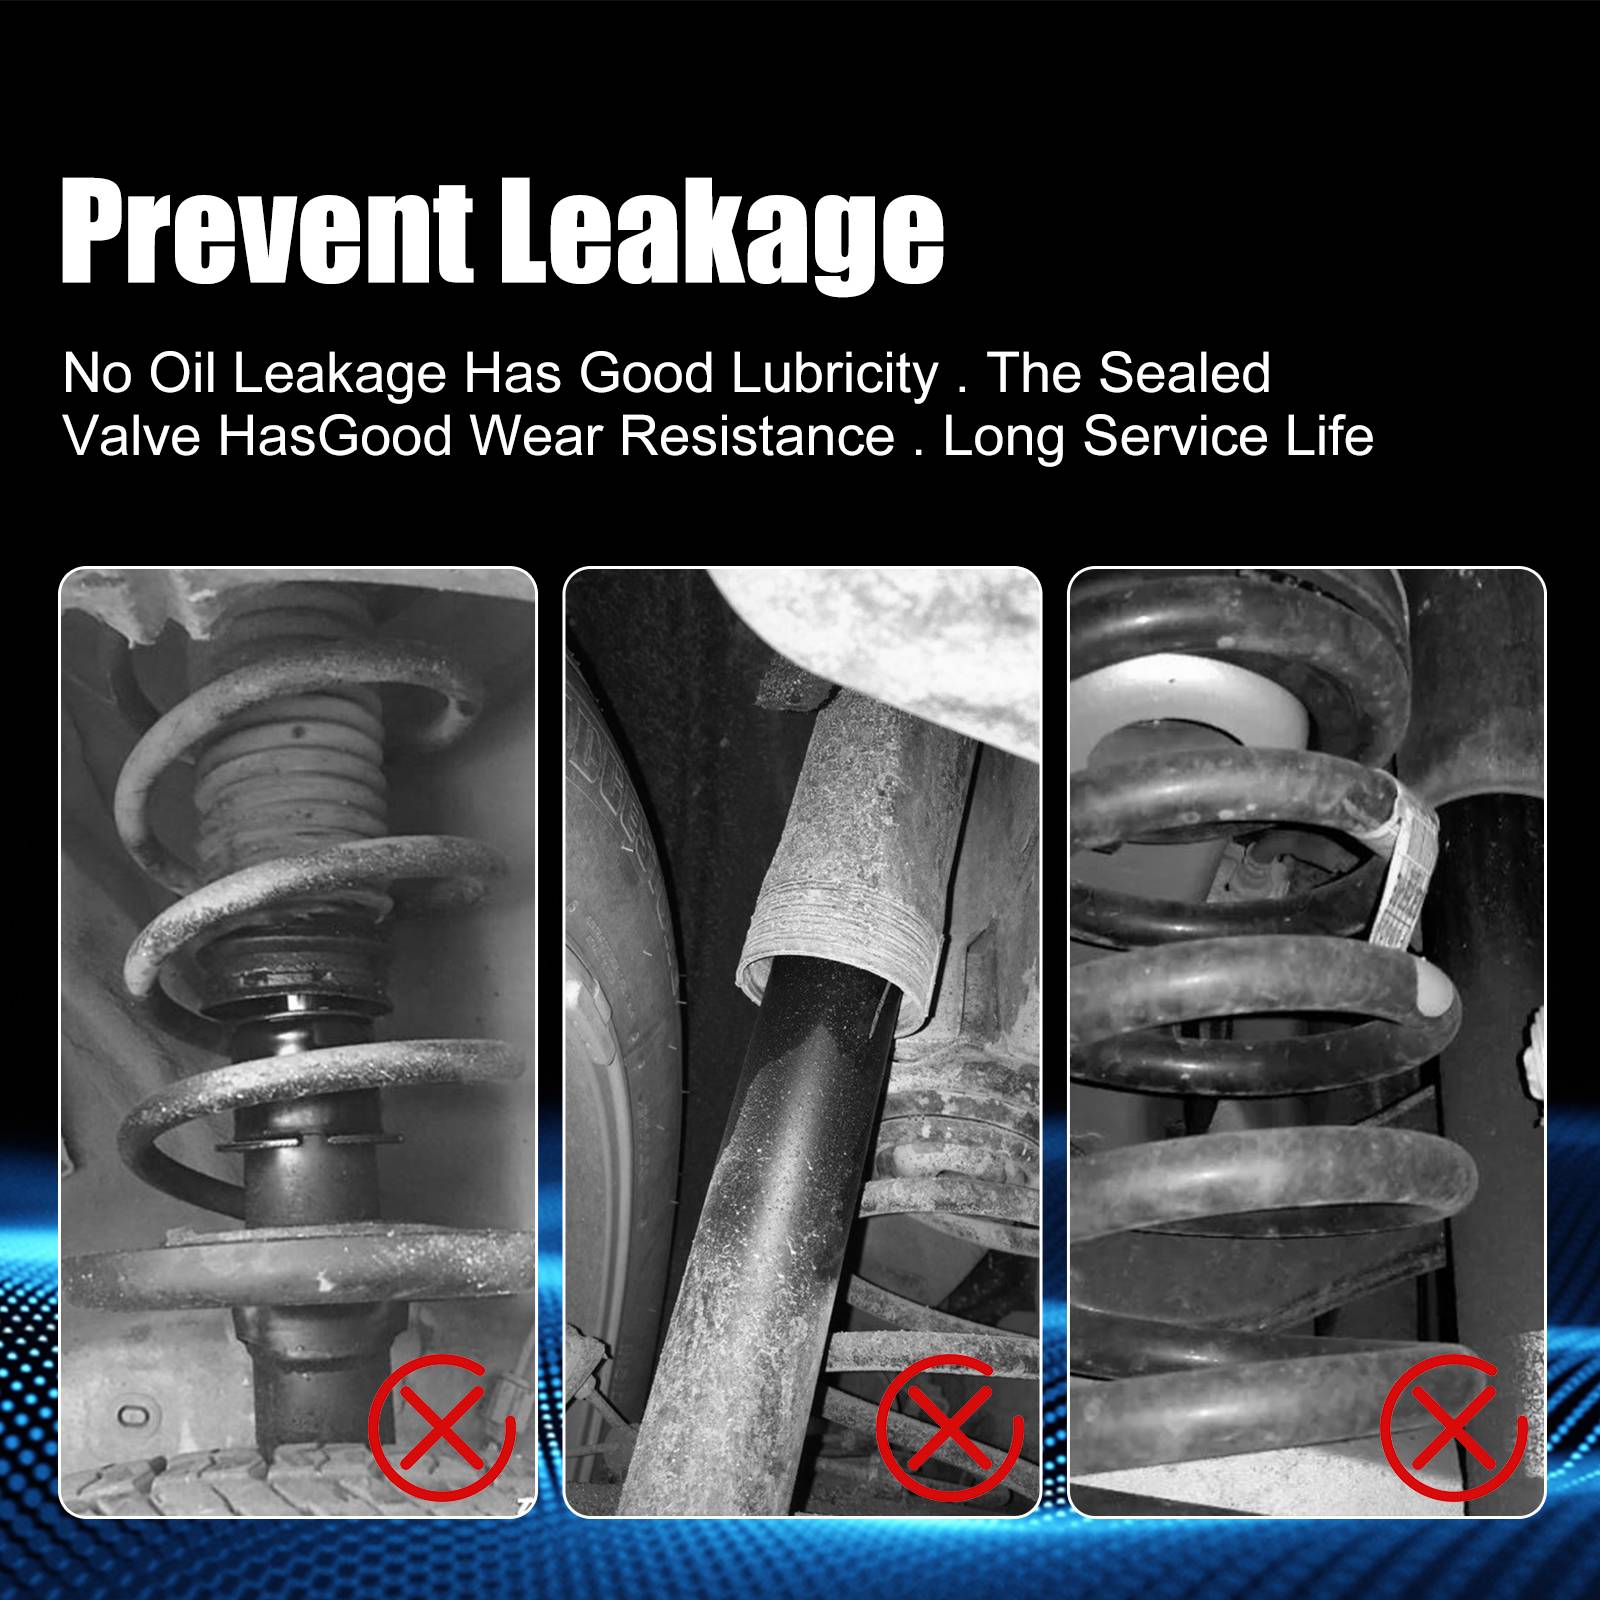 Prevent Leakage
No Oil Leakage Has Good Lubricity . The Sealed
Valve HasGood Wear Resistance . Long Service Life